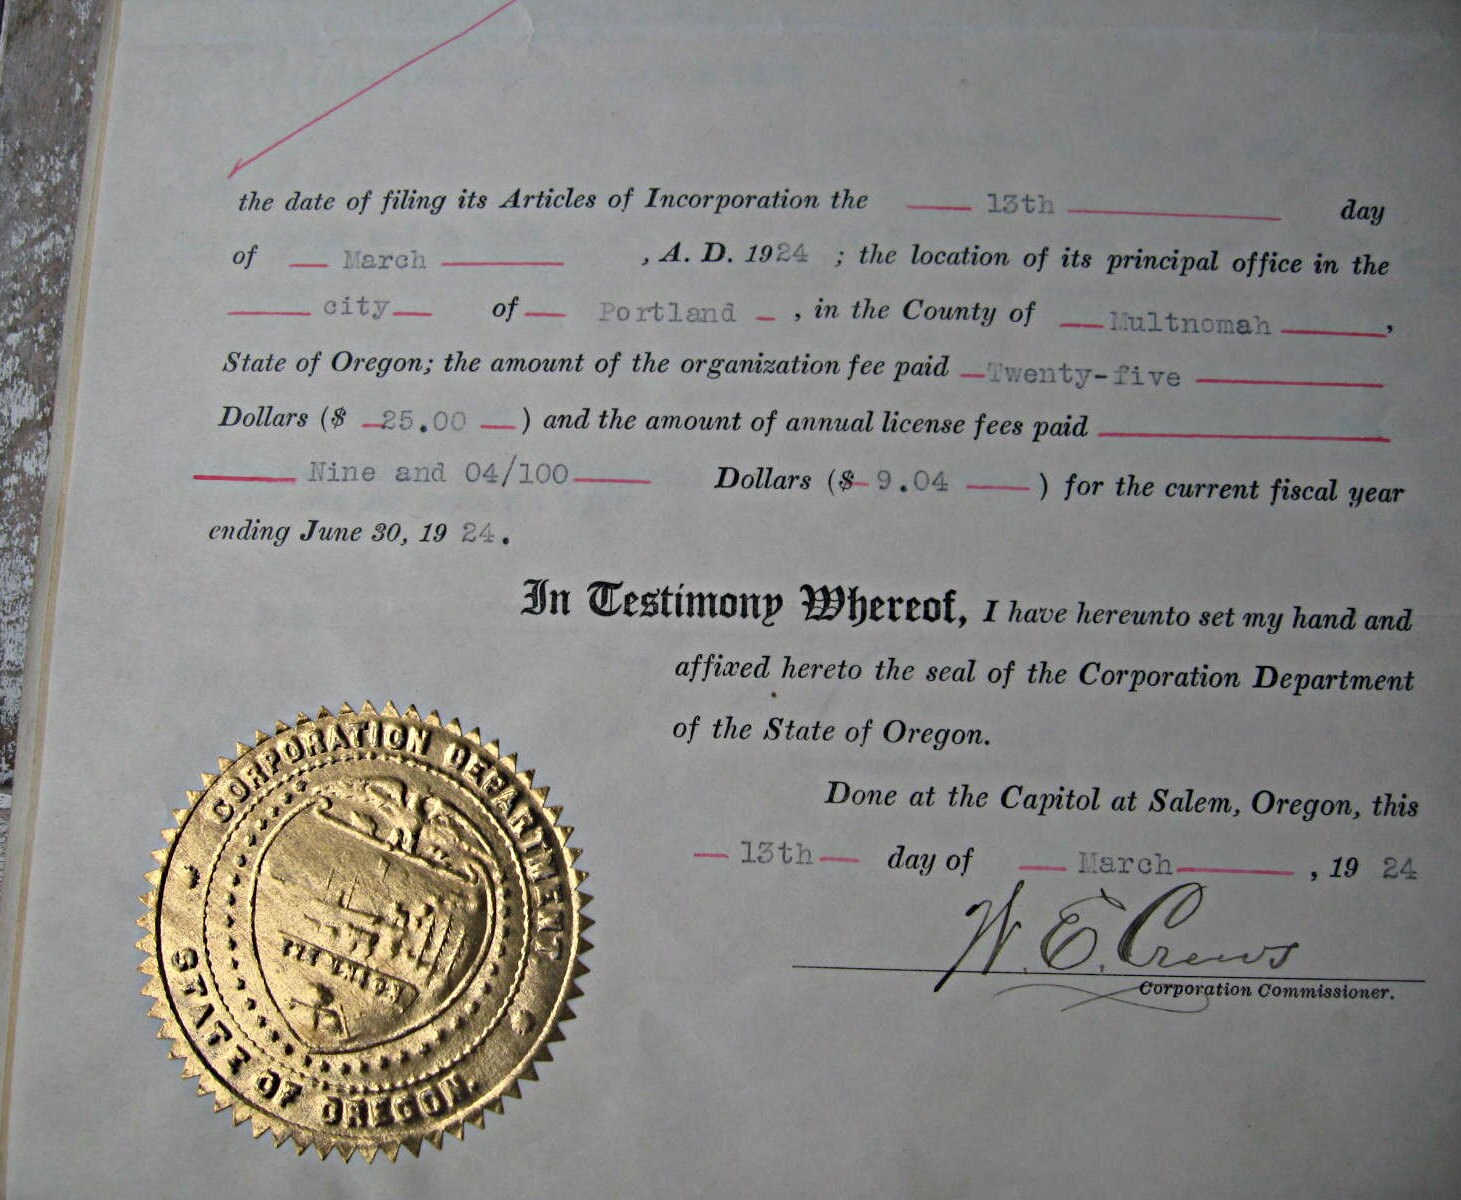 the date of filing its Articles of Incorporation the 13th day
of March , A. D. 1924 ; the location of its principal office in the
city of Portland , in the County of Multnomah ,
State of Oregon; the amount of the organization fee paid Twenty-five
Dollars ($ 25.00 ) and the amount of annual license fees paid
Nine and 04/100 Dollars ($ 9.04 ) for the current fiscal year
ending June 30, 19 24.
In Testimony Whereof, I have hereunto set my hand and
affixed hereto the seal of the Corporation Department
of the State of Oregon.
Done at the Capitol at Salem, Oregon, this
13th day of March , 19 24
W. E. Crews
Corporation Commissioner.
CORPORATION DEPARTMENT
STATE OF OREGON.